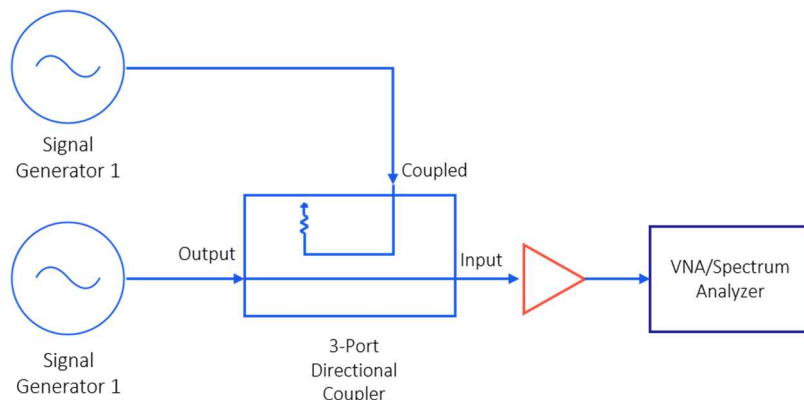 Signal
Generator 1
Coupled
Output
Input
VNA/Spectrum
Analyzer
3-Port
Directional
Coupler
Signal
Generator 1